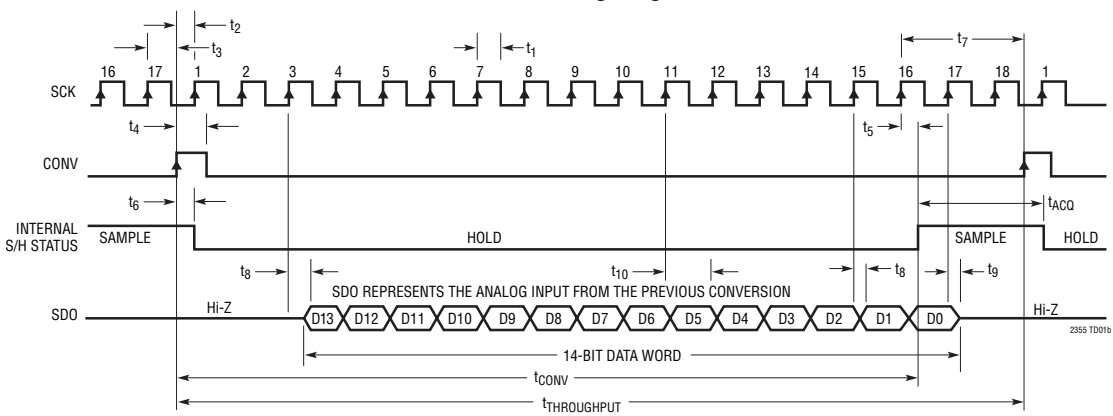 t2
t3
t1
t7
16 17 1 2 3 4 5 6 7 8 9 10 11 12 13 14 15 16 17 18 1
SCK
t4
t5
CONV
t6
tACQ
INTERNAL
S/H STATUS
SAMPLE HOLD SAMPLE HOLD
t8 t10 t8 t9
SDO REPRESENTS THE ANALOG INPUT FROM THE PREVIOUS CONVERSION
SDO Hi-Z D13 D12 D11 D10 D9 D8 D7 D6 D5 D4 D3 D2 D1 D0 Hi-Z
2355 TD01b
14-BIT DATA WORD
tCONV
tTHROUGHPUT